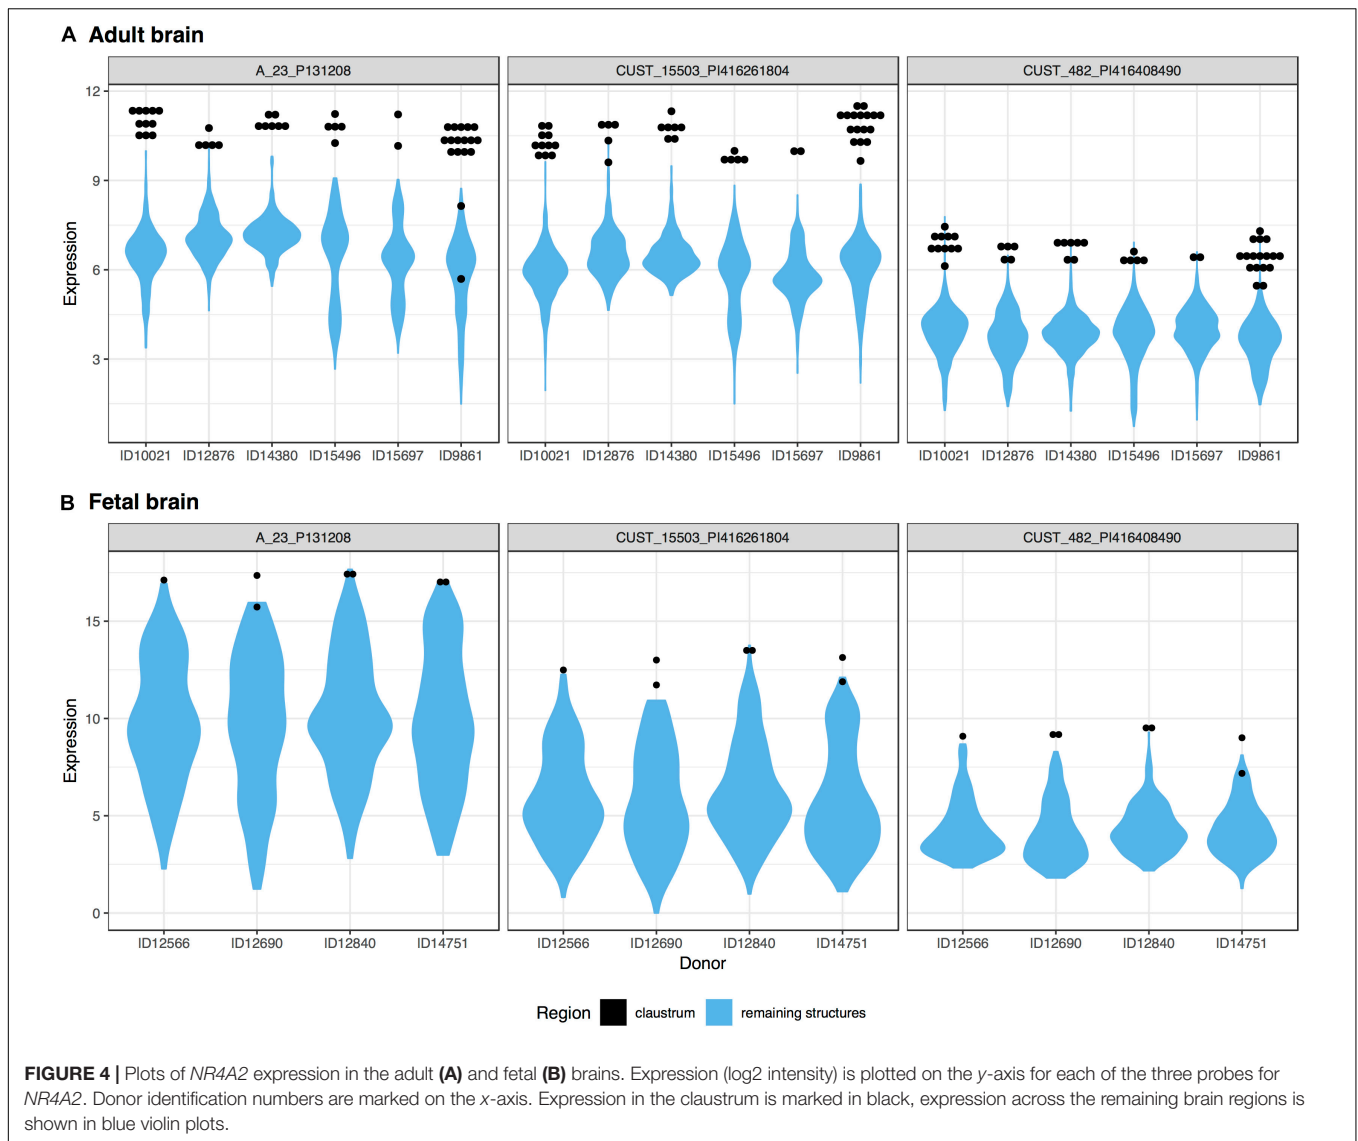 A Adult brain
A_23_P131208 CUST_15503_PI416261804 CUST_482_PI416408490
12
9
6
3
Expression
ID10021 ID12876 ID14380 ID15496 ID15697 ID9861 ID10021 ID12876 ID14380 ID15496 ID15697 ID9861 ID10021 ID12876 ID14380 ID15496 ID15697 ID9861
B Fetal brain
A_23_P131208 CUST_15503_PI416261804 CUST_482_PI416408490
15
10
5
0
Expression
ID12566 ID12690 ID12840 ID14751 ID12566 ID12690 ID12840 ID14751 ID12566 ID12690 ID12840 ID14751
Donor
Region claustrum remaining structures
FIGURE 4 | Plots of NR4A2 expression in the adult (A) and fetal (B) brains. Expression (log2 intensity) is plotted on the y-axis for each of the three probes for
NR4A2. Donor identification numbers are marked on the x-axis. Expression in the claustrum is marked in black, expression across the remaining brain regions is
shown in blue violin plots.